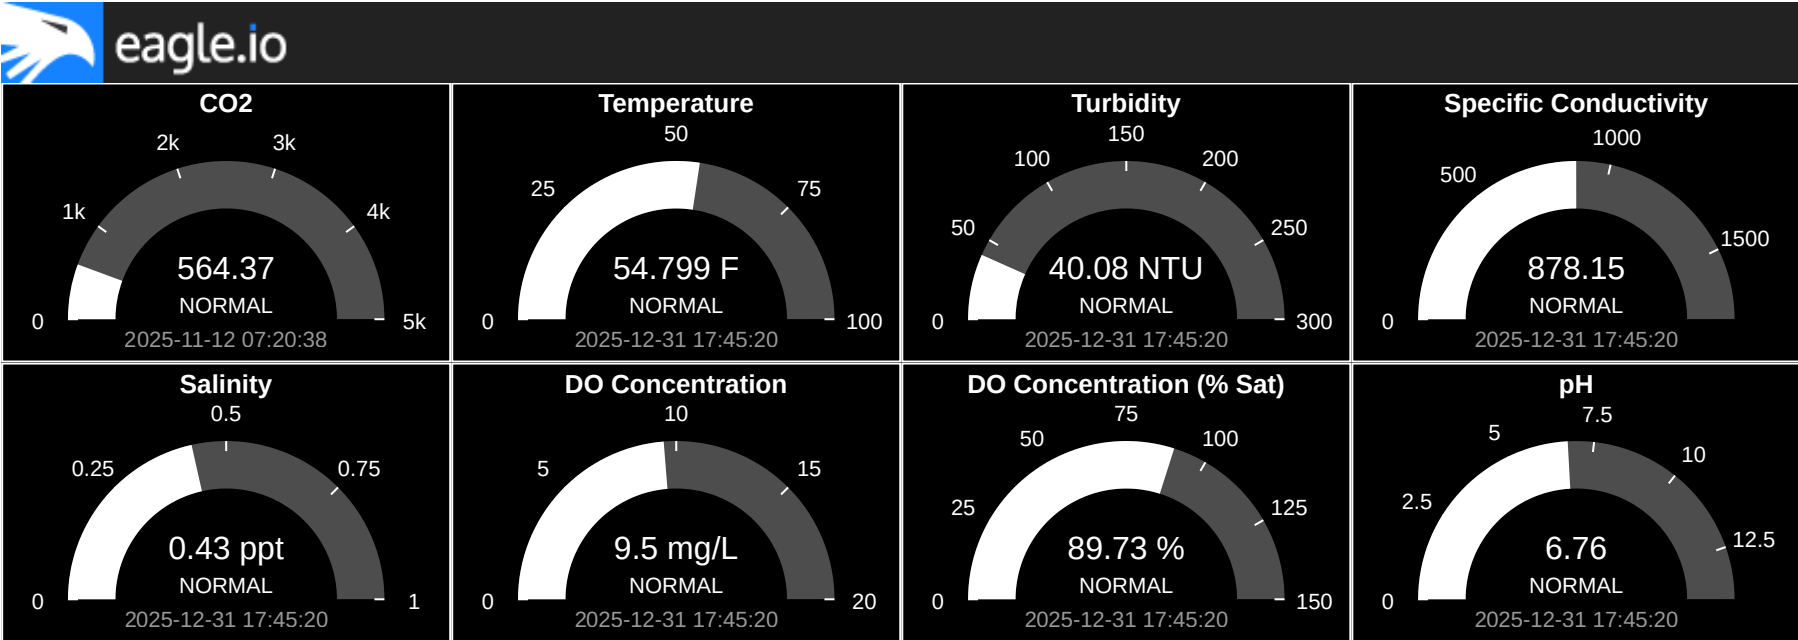 eagle.io
CO2
0
1k
2k
3k
4k
5k
564.37
NORMAL
2025-11-12 07:20:38
Temperature
0
25
50
75
100
54.799 F
NORMAL
2025-12-31 17:45:20
Turbidity
0
50
100
150
200
250
300
40.08 NTU
NORMAL
2025-12-31 17:45:20
Specific Conductivity
0
500
1000
1500
878.15
NORMAL
2025-12-31 17:45:20
Salinity
0
0.25
0.5
0.75
1
0.43 ppt
NORMAL
2025-12-31 17:45:20
DO Concentration
0
5
10
15
20
9.5 mg/L
NORMAL
2025-12-31 17:45:20
DO Concentration (% Sat)
0
25
50
75
100
125
150
89.73 %
NORMAL
2025-12-31 17:45:20
pH
0
2.5
5
7.5
10
12.5
6.76
NORMAL
2025-12-31 17:45:20